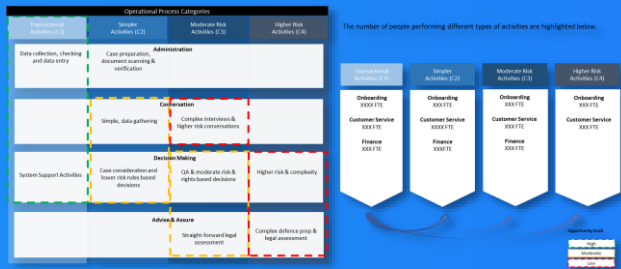 Operational Process Categories
Transactional
Activities (C1)
Simpler
Activities (C2)
Moderate Risk
Activities (C3)
Higher Risk
Activities (C4)
Administration
Data collection, checking
and data entry
Case preparation,
document scanning &
verification
Conversation
Simple, data gathering
Complex interviews &
higher risk conversations
Decision Making
System Support Activities
Case consideration and
lower risk rules based
decisions
QA & moderate risk &
rights based decisions
Higher risk & complexity
Advise & Assure
Straight-forward legal
assessment
Complex defence prep &
legal assessment
The number of people performing different types of activities are highlighted below.
Transactional
Activities (C1)
Simpler
Activities (C2)
Moderate Risk
Activities (C3)
Higher Risk
Activities (C4)
Onboarding
XXXX FTE
Customer Service
XXX FTE
Finance
XXX FTE
Onboarding
XXX FTE
Customer Service
XXX FTE
Finance
XXXFTE
Onboarding
XXX FTE
Customer Service
XXX FTE
Finance
XXX FTE
Onboarding
XXX FTE
Customer Service
XXX FTE
Finance
XXX FTE
Opportunity Scale
High
Moderate
Low